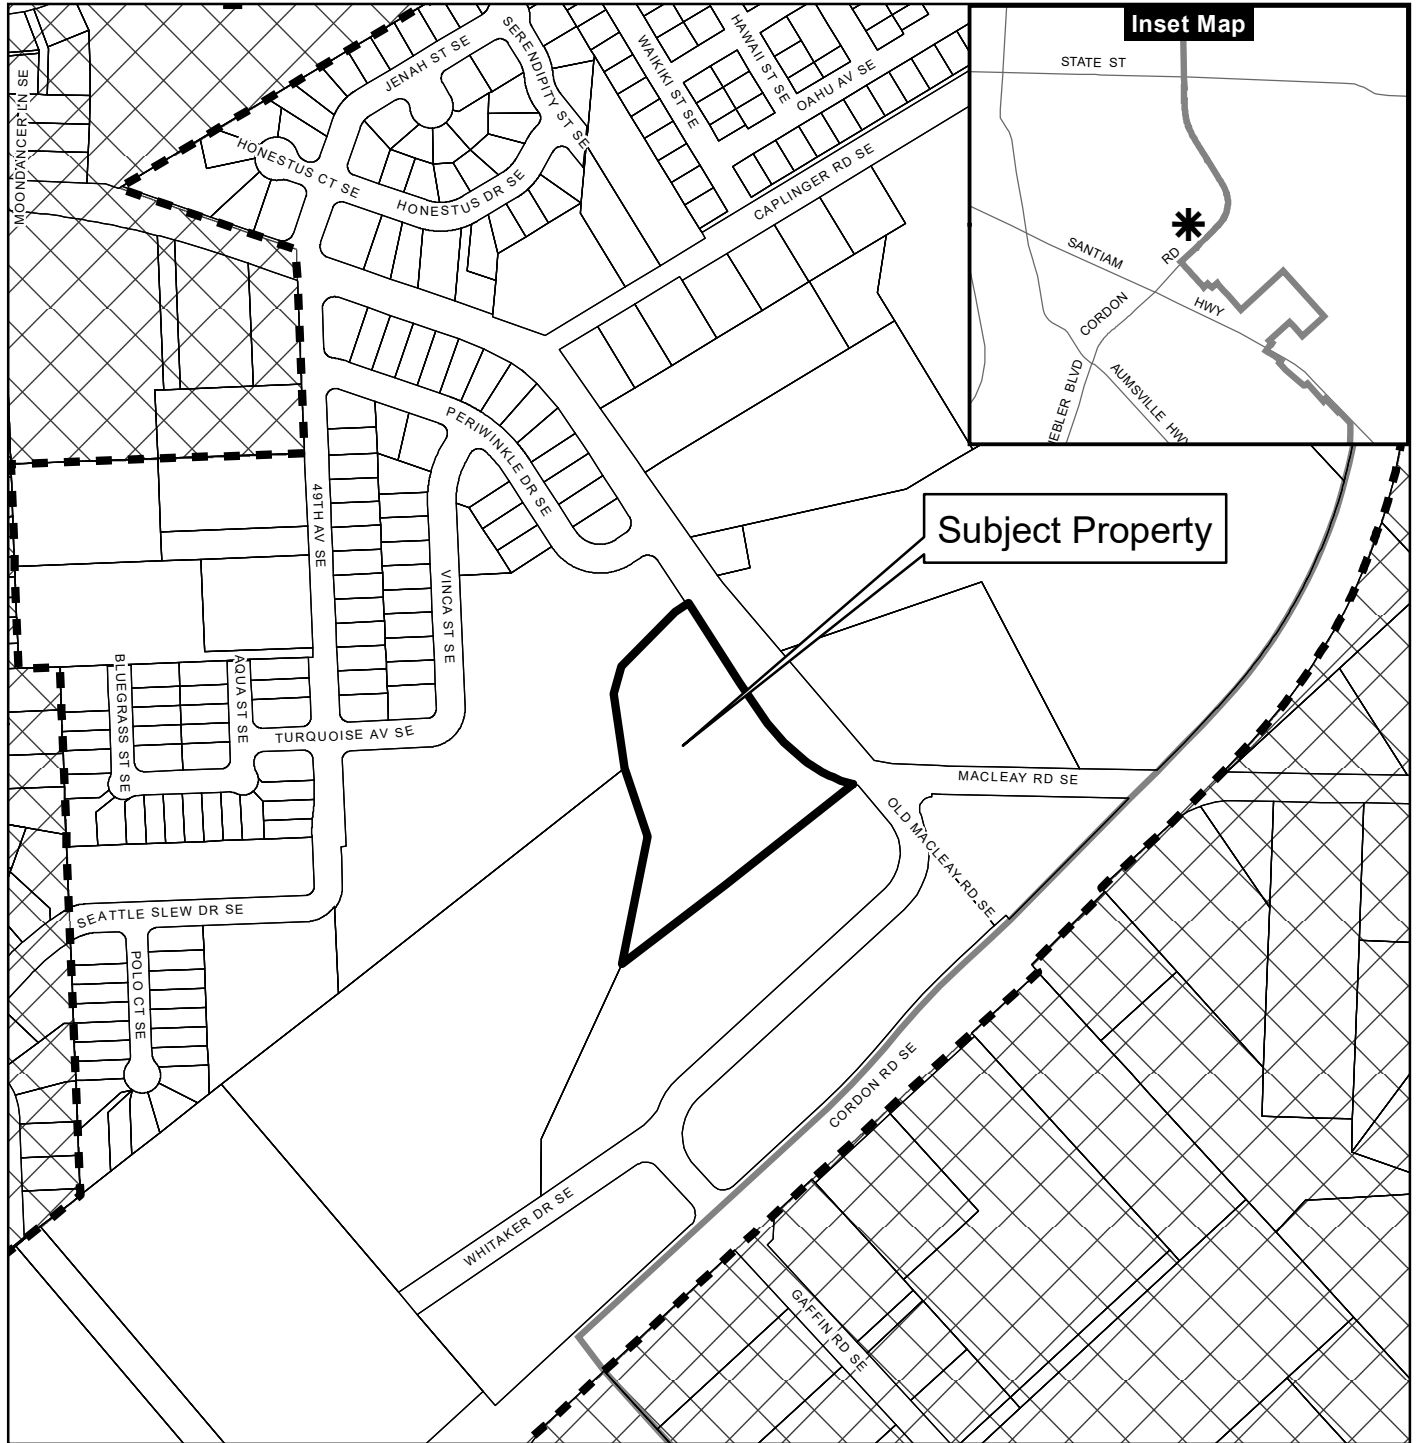 Inset Map
STATE ST
SANTIAM
HWY
RD
CORDON
EBLER BLVD
AUMSVILLE HWY
MOONDANCER LN SE
JENAH ST SE
SERENDIPITY ST SE
WAIKIKI ST SE
HAWAII ST SE
OAHU AV SE
CAPLINGER RD SE
HONESTUS CT SE
HONESTUS DR SE
PERIWINKLE DR SE
49TH AV SE
VINCA ST SE
Subject Property
BLUEGRASS ST SE
AQUA ST SE
TURQUOISE AV SE
MACLEAY RD SE
OLD MACLEAY RD SE
SEATTLE SLEW DR SE
POLO CT SE
CORDON RD SE
WHITAKER DR SE
GAFFIN RD SE